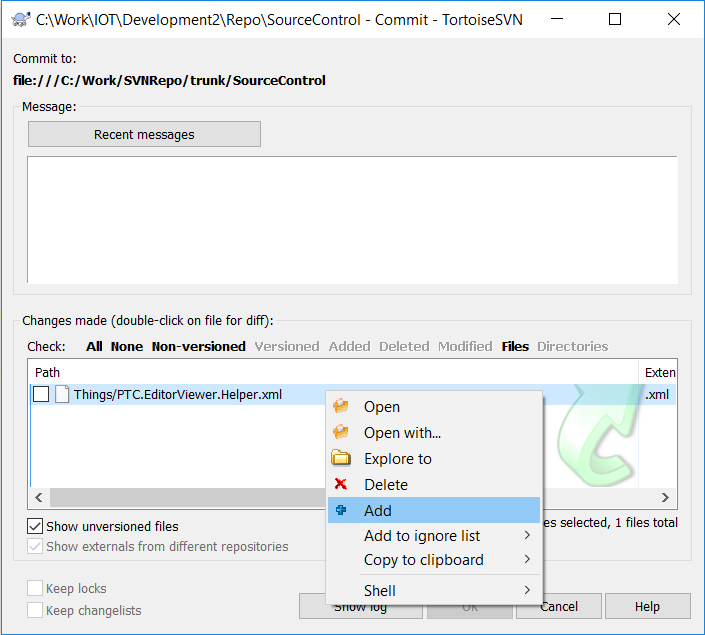 C:\Work\IOT\Development2\Repo\SourceControl - Commit - TortoiseSVN
Commit to:
file:///C:/Work/SVNRepo/trunk/SourceControl
Message:
Recent messages
Changes made (double-click on file for diff):
Check: All None Non-versioned Versioned Added Deleted Modified Files Directories
Path Exten
Things/PTC.EditorViewer.Helper.xml .xml
Open
Open with...
Explore to
Delete
Add
Add to ignore list
Copy to clipboard
Shell
Show unversioned files
es selected, 1 files total
Show externals from different repositories
Keep locks
Keep changelists
Show log OK Cancel Help